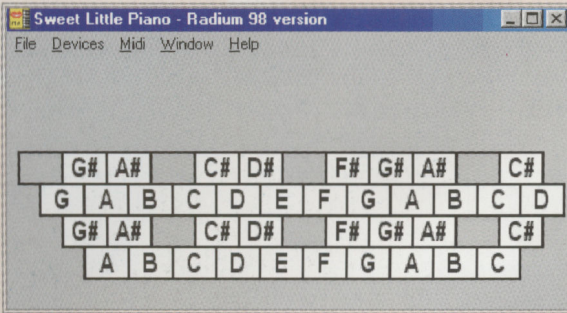 Sweet Little Piano - Radium 98 version
File Devices Midi Window Help
G# A# C# D# F# G# A# C#
G A B C D E F G A B C D
G# A# C# D# F# G# A# C#
A B C D E F G A B C